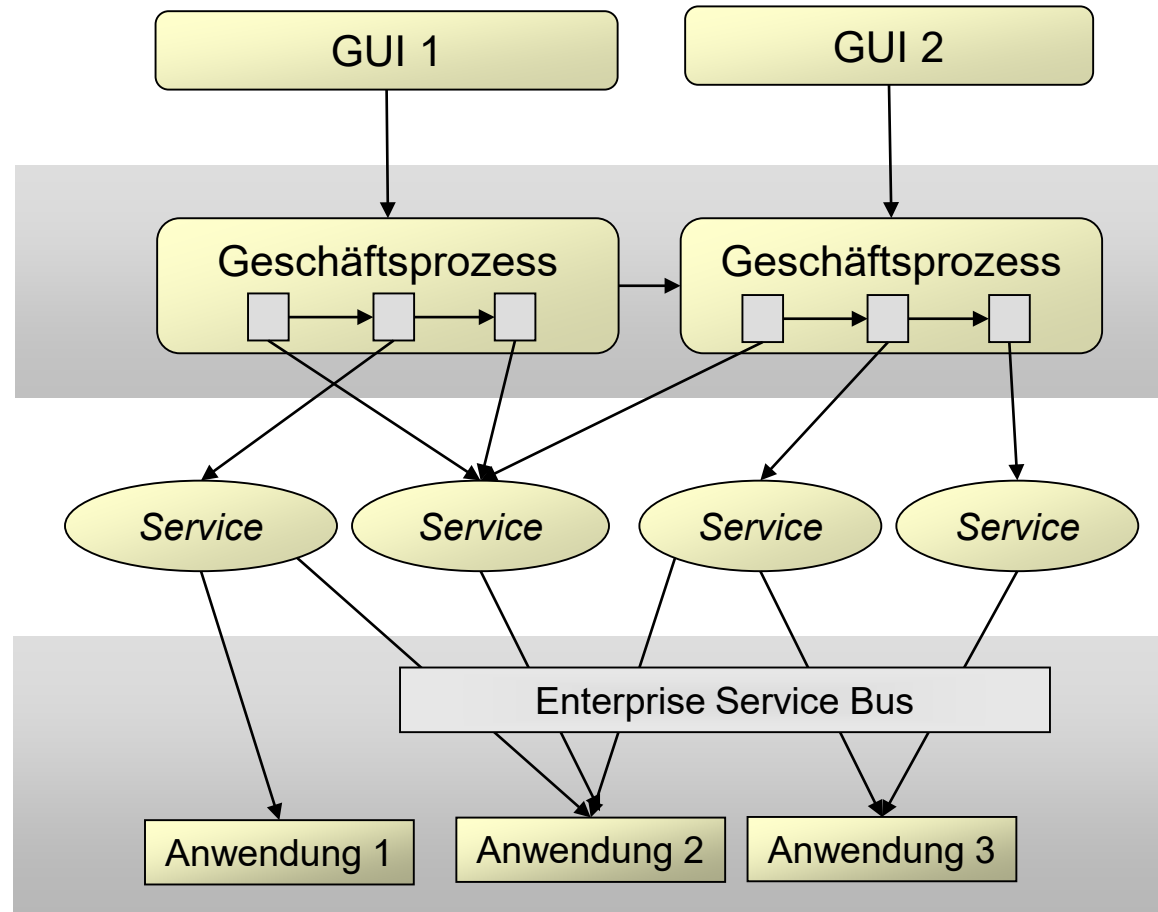 GUI 1
GUI 2
Geschäftsprozess
Geschäftsprozess
Service
Service
Service
Service
Enterprise Service Bus
Anwendung 1
Anwendung 2
Anwendung 3